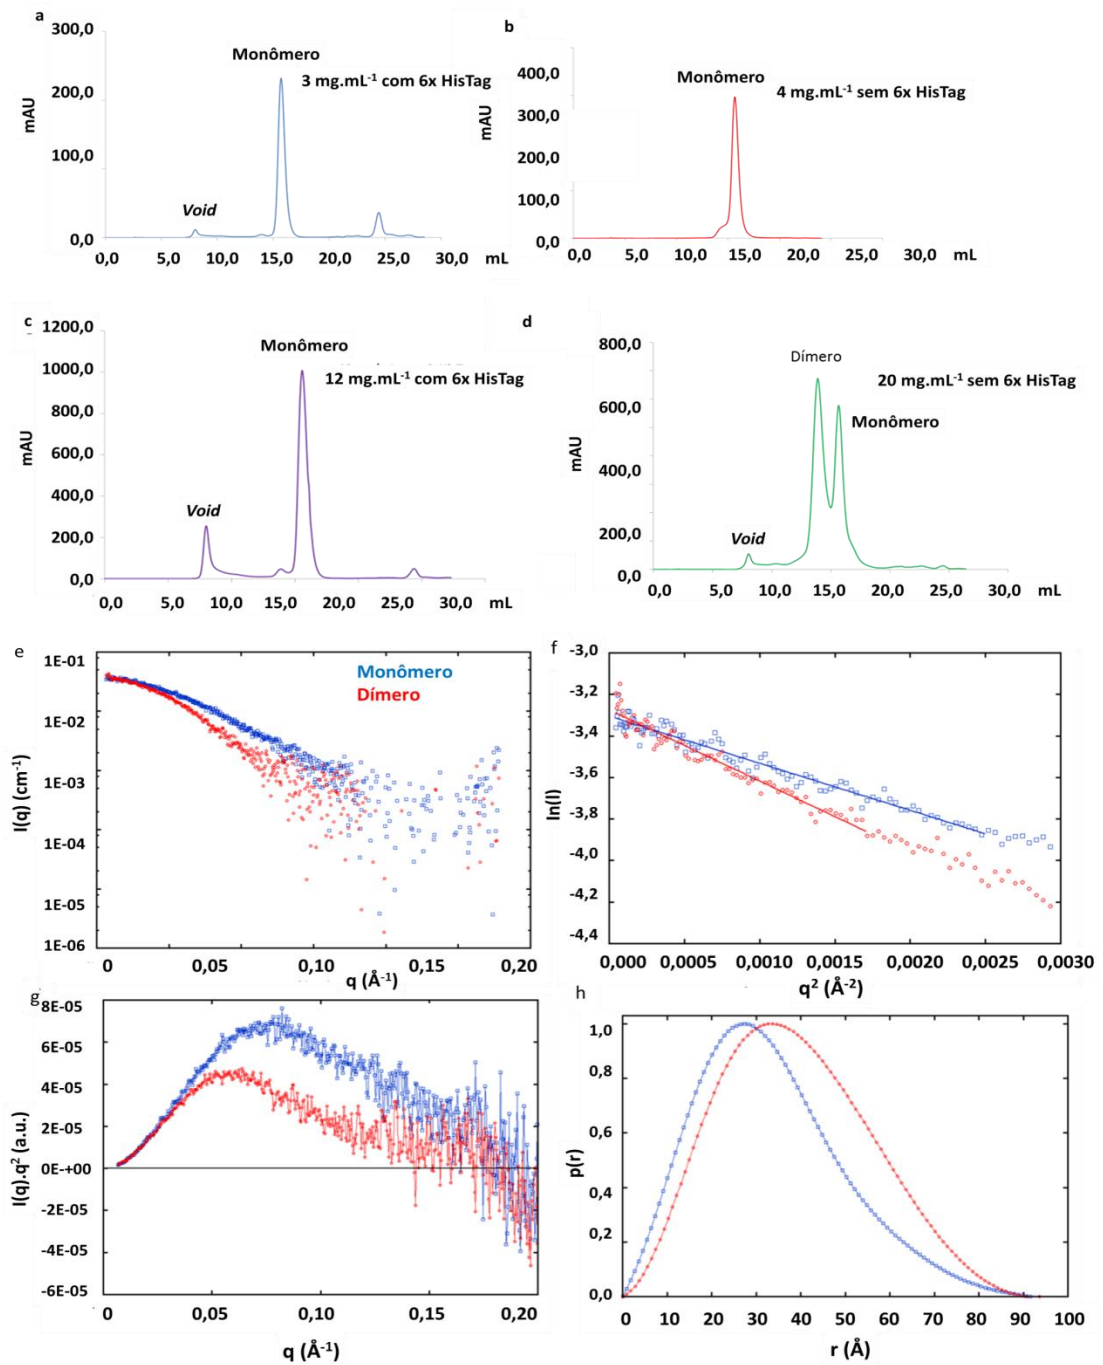 a
300,0
200,0
100,0
0,0
mAU
Monômero
3 mg.mL⁻¹ com 6x HisTag
Void
0,0 5,0 10,0 15,0 20,0 25,0 30,0 mL
b
400,0
300,0
200,0
100,0
0,0
mAU
Monômero
4 mg.mL⁻¹ sem 6x HisTag
0,0 5,0 10,0 15,0 20,0 25,0 30,0 mL
c
1200,0
1000,0
800,0
600,0
400,0
200,0
0,0
mAU
Monômero
12 mg.mL⁻¹ com 6x HisTag
Void
0,0 5,0 10,0 15,0 20,0 25,0 30,0 mL
d
800,0
600,0
400,0
200,0
0,0
mAU
Dímero
20 mg.mL⁻¹ sem 6x HisTag
Monômero
Void
0,0 5,0 10,0 15,0 20,0 25,0 30,0 mL
e
1E-01
1E-02
1E-03
1E-04
1E-05
1E-06
I(q) (cm⁻¹)
Monômero
Dímero
0 0,05 0,10 0,15 0,20
q (Å⁻¹)
f
-3,0
-3,2
-3,4
-3,6
-3,8
-4,0
-4,2
-4,4
ln(I)
0,000 0,0005 0,0010 0,0015 0,0020 0,0025 0,0030
q² (Å⁻²)
g
8E-05
6E-05
4E-05
2E-05
0E+00
-2E-05
-4E-05
-6E-05
I(q).q² (a.u.)
0 0,05 0,10 0,15 0,20
q (Å⁻¹)
h
1,0
0,8
0,6
0,4
0,2
0,0
p(r)
0 10 20 30 40 50 60 70 80 90 100
r (Å)